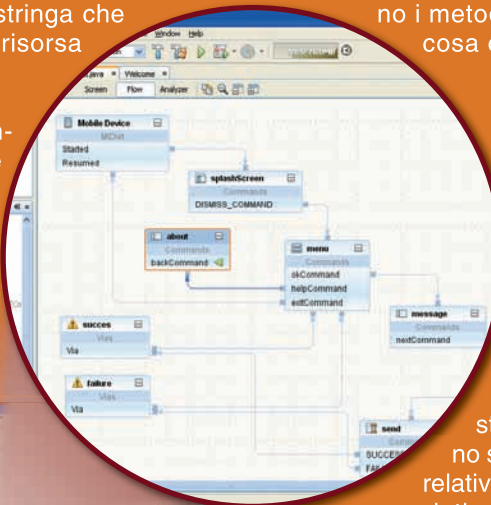 stringa che
risorsa
no i metod
cosa c
Window Help
.java Welcome
Screen Flow Analyzer
Mobile Device
MIDlet
Started
Resumed
splashScreen
Commands
DISMISS_COMMAND
about
Commands
backCommand
menu
Commands
okCommand
helpCommand
exitCommand
message
Commands
nextCommand
succes
Vias
Via
failure
Vias
Via
send
SUCCES
FA
no s
relativ